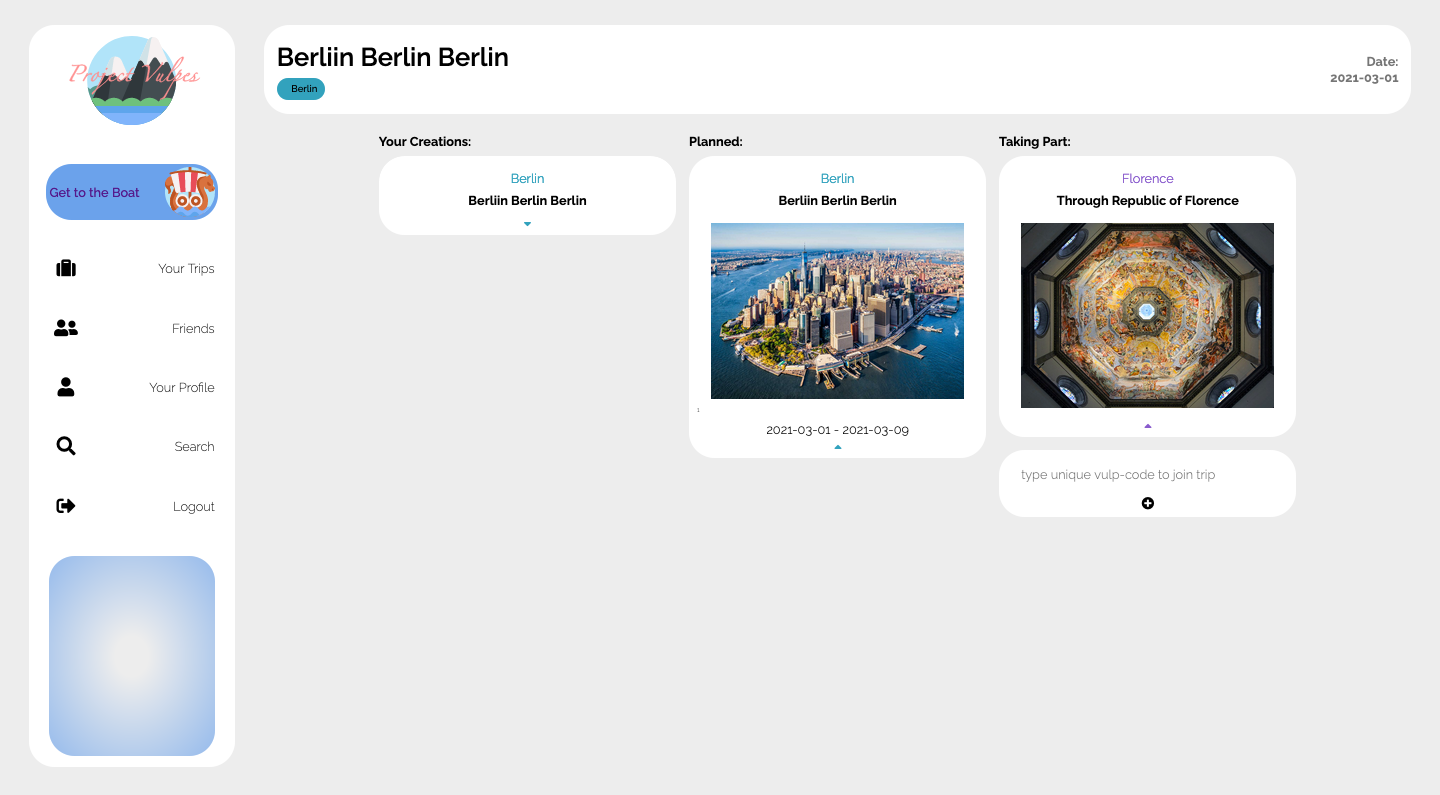 Project Vulpes
Get to the Boat
Your Trips
Friends
Your Profile
Search
Logout
Berliin Berlin Berlin
Berlin
Date:
2021-03-01
Your Creations:
Berlin
Berliin Berlin Berlin
Planned:
Berlin
Berliin Berlin Berlin
1
2021-03-01 - 2021-03-09
Taking Part:
Florence
Through Republic of Florence
type unique vulp-code to join trip